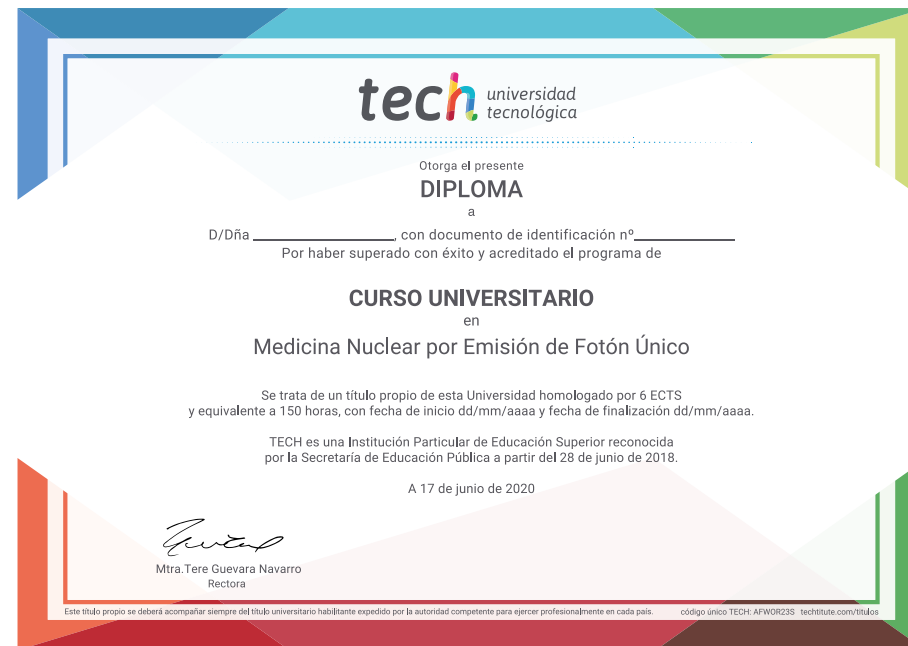 tech universidad
tecnológica
Otorga el presente
DIPLOMA
a
D/Dña ____________________, con documento de identificación nº______________
Por haber superado con éxito y acreditado el programa de
CURSO UNIVERSITARIO
en
Medicina Nuclear por Emisión de Fotón Único
Se trata de un título propio de esta Universidad homologado por 6 ECTS
y equivalente a 150 horas, con fecha de inicio dd/mm/aaaa y fecha de finalización dd/mm/aaaa.
TECH es una Institución Particular de Educación Superior reconocida
por la Secretaría de Educación Pública a partir del 28 de junio de 2018.
A 17 de junio de 2020
Mtra.Tere Guevara Navarro
Rectora
Este título propio se deberá acompañar siempre del título universitario habilitante expedido por la autoridad competente para ejercer profesionalmente en cada país. código único TECH: AFWOR23S techtitute.com/titulos